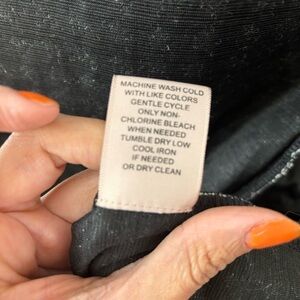 MACHINE WASH COLD
WITH LIKE COLORS
GENTLE CYCLE
ONLY NON-
CHLORINE BLEACH
WHEN NEEDED
TUMBLE DRY LOW
COOL IRON
IF NEEDED
OR DRY CLEAN